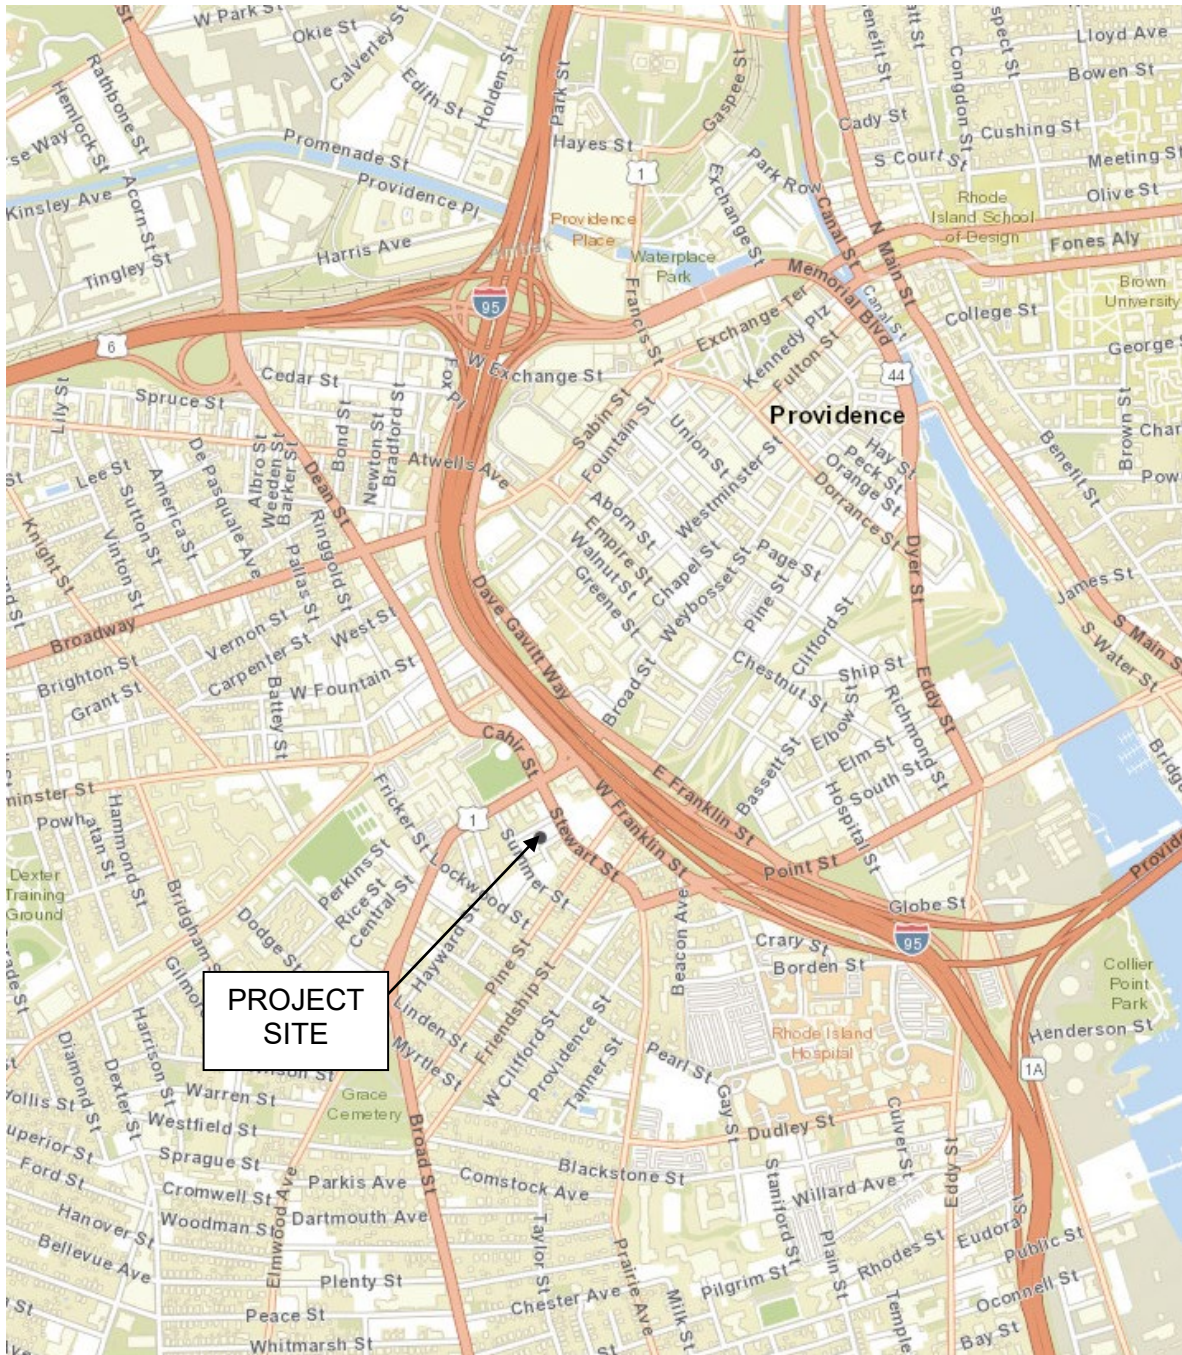 W Park St
Okie St
Calverley St
Edith St
Holden St
Park St
Gaspee St
Hayes St
Benefit St
Congdon St
Lloyd Ave
Bowen St
Cady St
Cushing St
S Court St
Meeting St
Olive St
Rathbone St
Hemlock St
Acorn St
Kinsley Ave
Promenade St
Providence Pl
Harris Ave
Tingley St
1
Exchange St
Park Row
Canal St
N Main St
Rhode
Island School
of Design
Fones Aly
Brown
University
Providence
Place
Amtrak
Waterplace
Park
Memorial Blvd
Canal St
College St
George St
95
6
Francis St
Exchange Ter
Kennedy Plz
Fulton St
44
W Exchange St
Fox Pl
Cedar St
Spruce St
Lily St
Bond St
Newton St
Bradford St
Sabin St
Fountain St
Union St
Westminster St
Providence
Hay St
Peck St
Orange St
Dorrance St
Brown St
Benefit St
Atwells Ave
De Pasquale Ave
Albro St
Weeden St
Barker St
Dean St
Lee St
Sutton St
America St
Vinton St
Knight St
Ringgold St
Pallas St
Aborn St
Empire St
Walnut St
Greene St
Chapel St
Weybosset St
Page St
Pine St
Dyer St
James St
S Main St
S Water St
Broadway
Vernon St
Carpenter St
West St
Brighton St
Grant St
Battey St
W Fountain St
Dave Gavitt Way
Broad St
Chestnut St
Clifford St
Ship St
Elbow St
Richmond St
Eddy St
Cahir St
E Franklin St
W Franklin St
Bassett St
Elm St
South St
Hospital St
Point St
minster St
Hammond St
Fricker St
1
Summer St
Stewart St
Perkins St
Rice St
Central St
Lockwood St
Hayward St
Dexter
Training
Ground
Bridgham St
Dodge St
Pine St
Friendship St
Beacon Ave
Globe St
95
Crary St
Borden St
Collier
Point
Park
PROJECT
SITE
Harrison St
Diamond St
Dexter St
Linden St
Myrtle St
W Clifford St
Providence St
Tanner St
Rhode Island
Hospital
Henderson St
1A
Pearl St
Gay St
Warren St
Westfield St
Grace
Cemetery
Broad St
Dudley St
Culver St
Eddy St
Sprague St
Parkis Ave
Comstock Ave
Blackstone St
Willard Ave
Staniford St
Ford St
Cromwell St
Woodman St
Dartmouth Ave
Hanover St
Bellevue Ave
Elmwood Ave
Taylor St
Prairie Ave
Plain St
Rhodes St
Eudora St
Public St
Plenty St
Peace St
Whitmarsh St
Chester Ave
Milk St
Pilgrim St
Temple
Oconnell St
Bay St